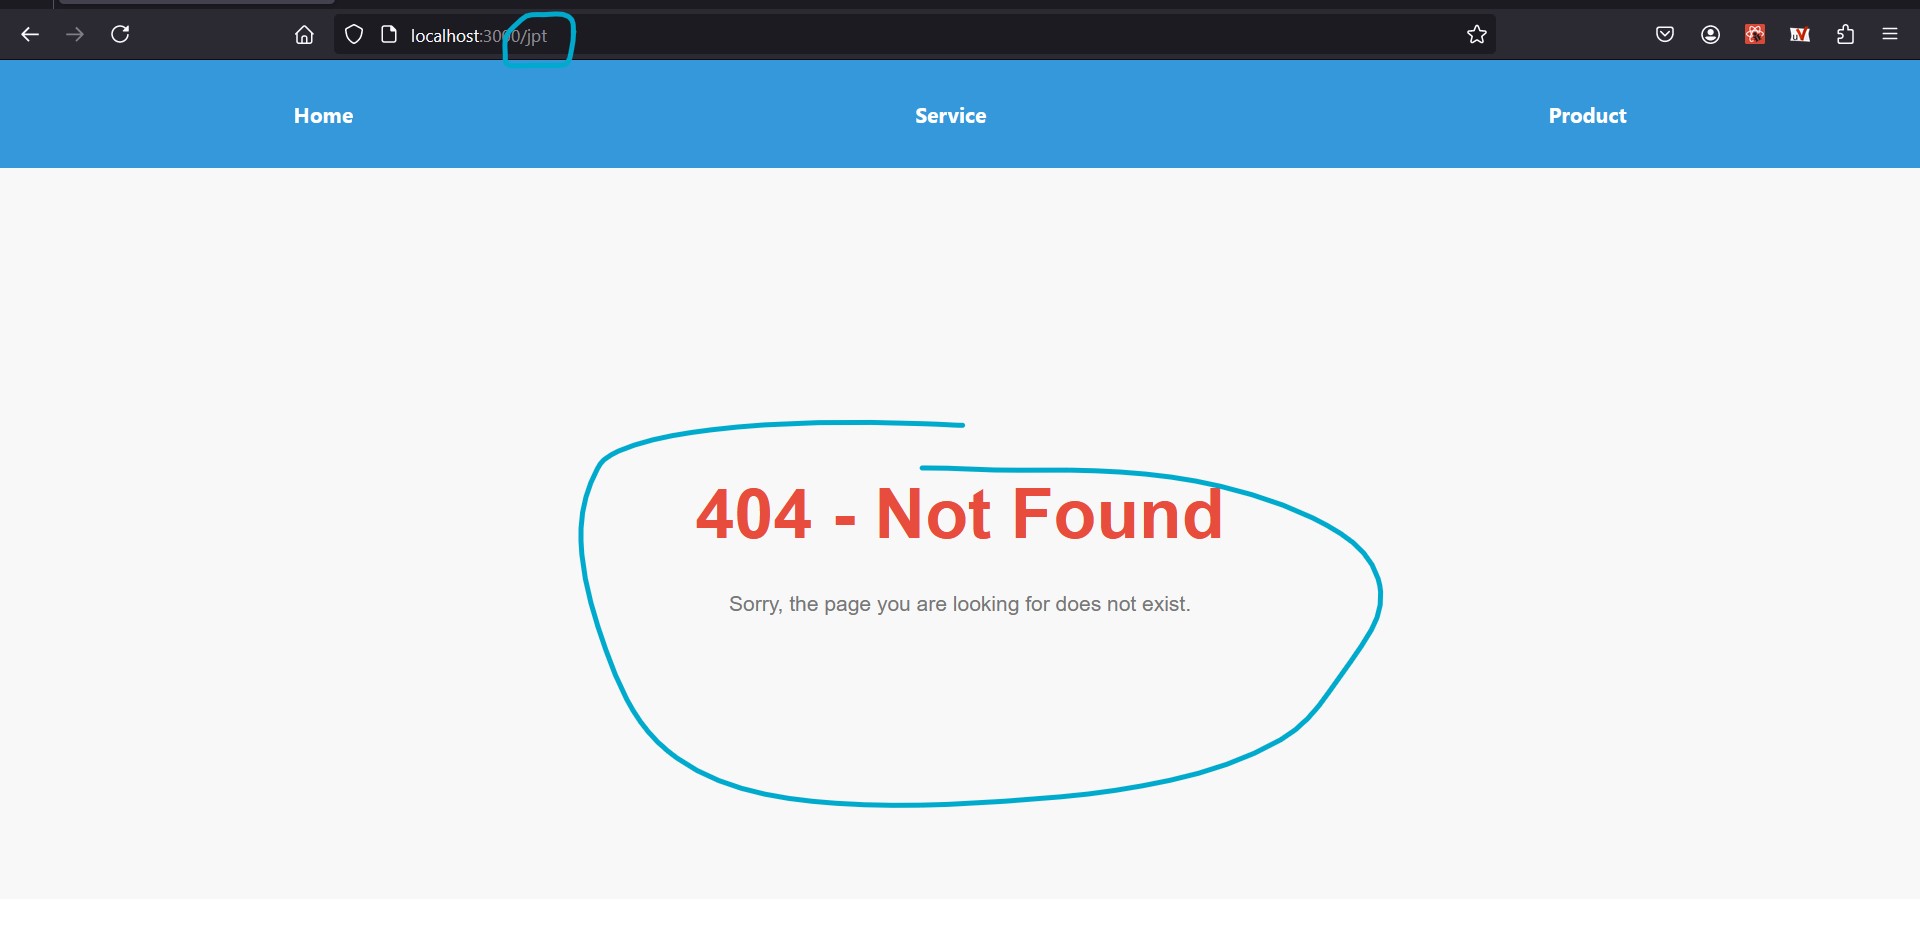 localhost:3000/jpt
Home Service Product
404 - Not Found
Sorry, the page you are looking for does not exist.